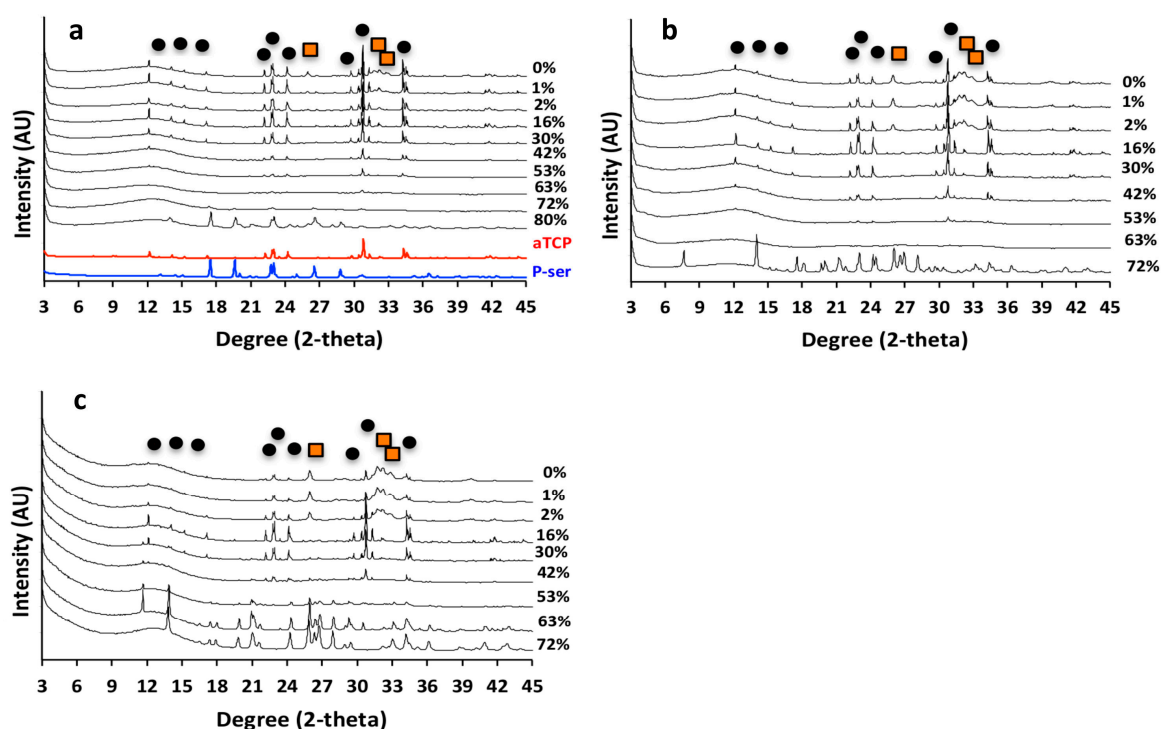 a
0%
1%
2%
16%
30%
42%
53%
63%
72%
80%
aTCP
P-ser
Intensity (AU)
3 6 9 12 15 18 21 24 27 30 33 36 39 42 45
Degree (2-theta)
b
0%
1%
2%
16%
30%
42%
53%
63%
72%
Intensity (AU)
3 6 9 12 15 18 21 24 27 30 33 36 39 42 45
Degree (2-theta)
c
0%
1%
2%
16%
30%
42%
53%
63%
72%
Intensity (AU)
3 6 9 12 15 18 21 24 27 30 33 36 39 42 45
Degree (2-theta)